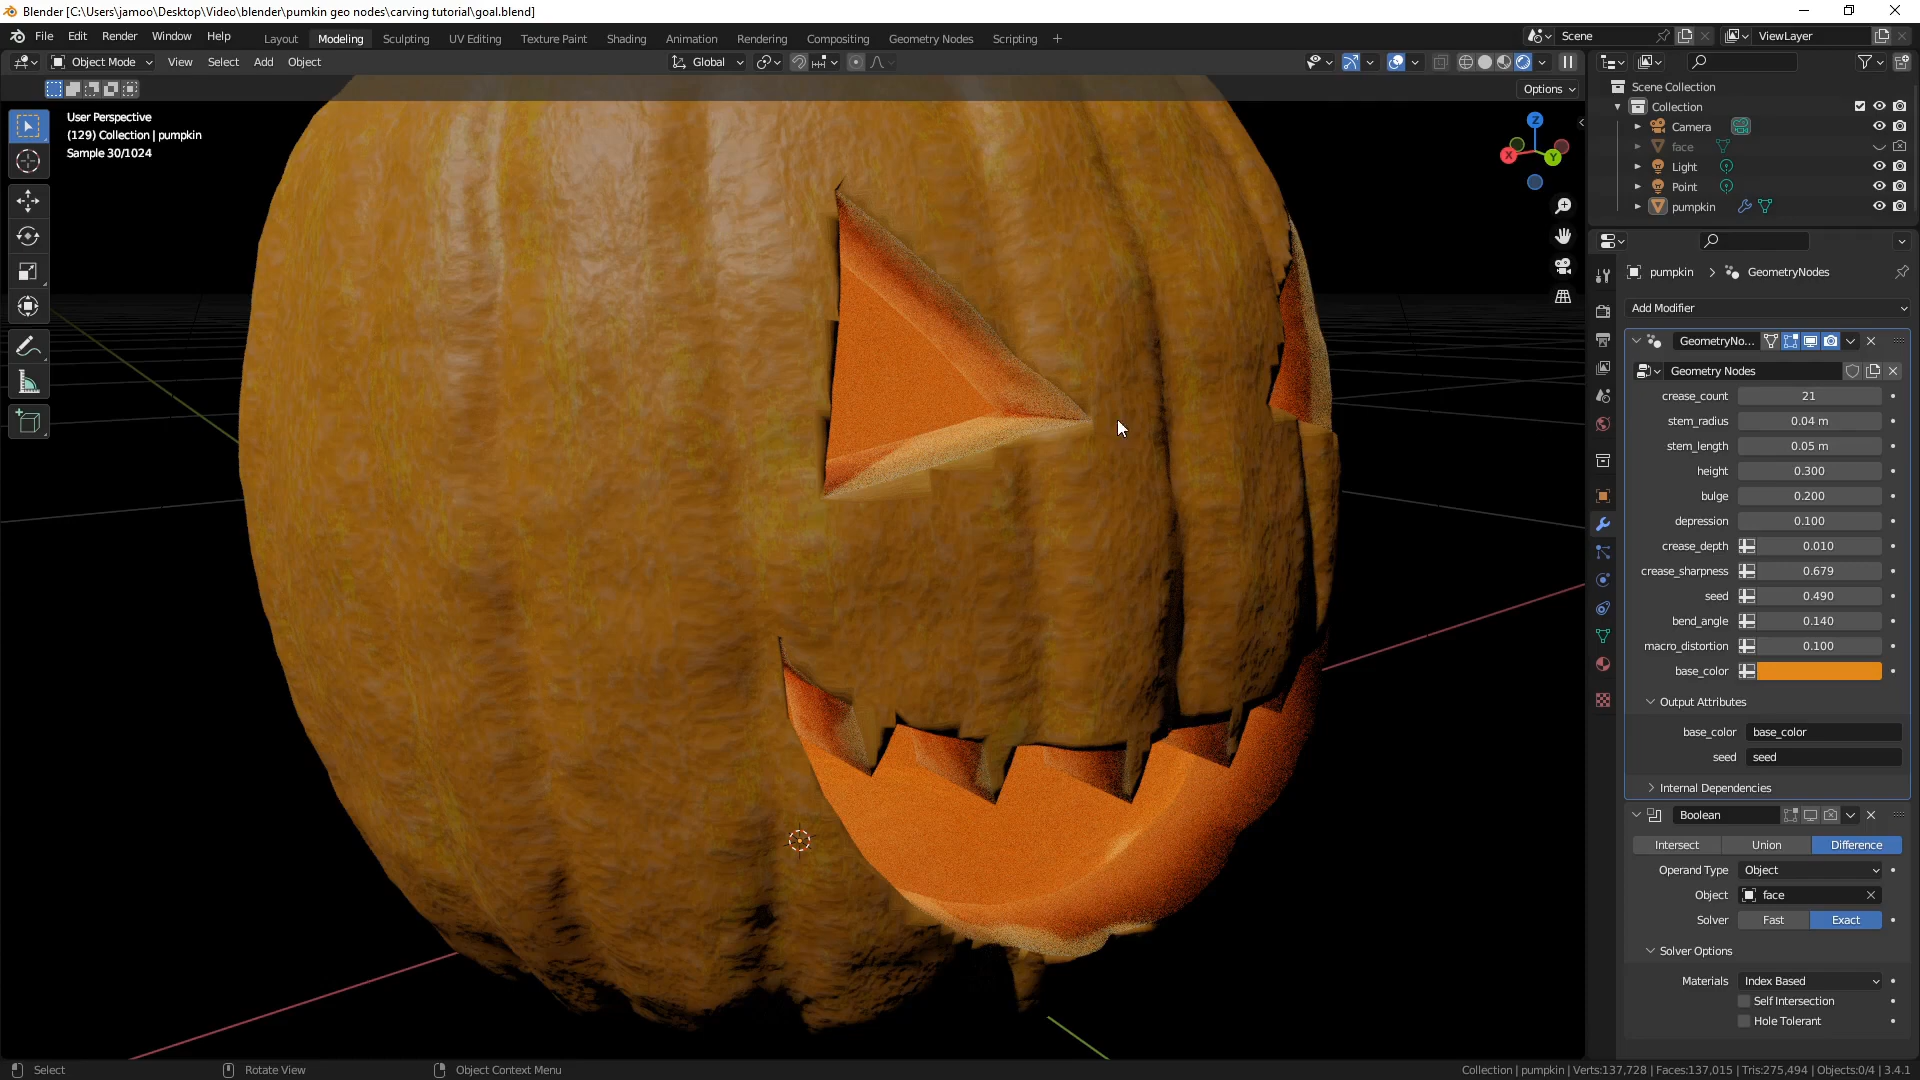 Blender [C:\Users\jamoo\Desktop\Video\blender\pumkin geo nodes\carving tutorial\goal.blend]
File Edit Render Window Help Layout Modeling Sculpting UV Editing Texture Paint Shading Animation Rendering Compositing Geometry Nodes Scripting + Scene ViewLayer
Object Mode View Select Add Object Global
Options
User Perspective
(129) Collection | pumpkin
Sample 30/1024
Z
X Y
Scene Collection
Collection
Camera
face
Light
Point
pumpkin
pumpkin > GeometryNodes
Add Modifier
GeometryNo...
Geometry Nodes
crease_count 21
stem_radius 0.04 m
stem_length 0.05 m
height 0.300
bulge 0.200
depression 0.100
crease_depth 0.010
crease_sharpness 0.679
seed 0.490
bend_angle 0.140
macro_distortion 0.100
base_color
Output Attributes
base_color base_color
seed seed
Internal Dependencies
Boolean
Intersect Union Difference
Operand Type Object
Object face
Solver Fast Exact
Solver Options
Materials Index Based
Self Intersection
Hole Tolerant
Select Rotate View Object Context Menu Collection | pumpkin | Verts:137,728 | Faces:137,015 | Tris:275,494 | Objects:0/4 | 3.4.1